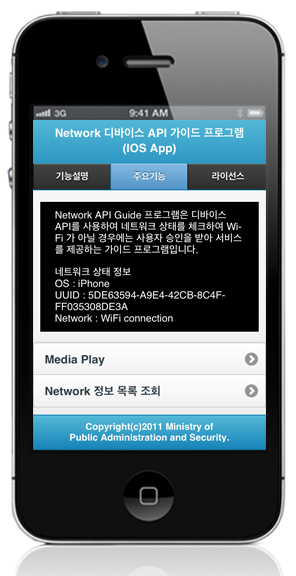 3G 9:41 AM
Network 디바이스 API 가이드 프로그램
(IOS App)
기능설명 주요기능 라이선스
Network API Guide 프로그램은 디바이스
API를 사용하여 네트워크 상태를 체크하여 Wi-
Fi 가 아닐 경우에는 사용자 승인을 받아 서비스
를 제공하는 가이드 프로그램입니다.
네트워크 상태 정보
OS : iPhone
UUID : 5DE63594-A9E4-42CB-8C4F-
FF035308DE3A
Network : WiFi connection
Media Play
Network 정보 목록 조회
Copyright(c)2011 Ministry of
Public Administration and Security.